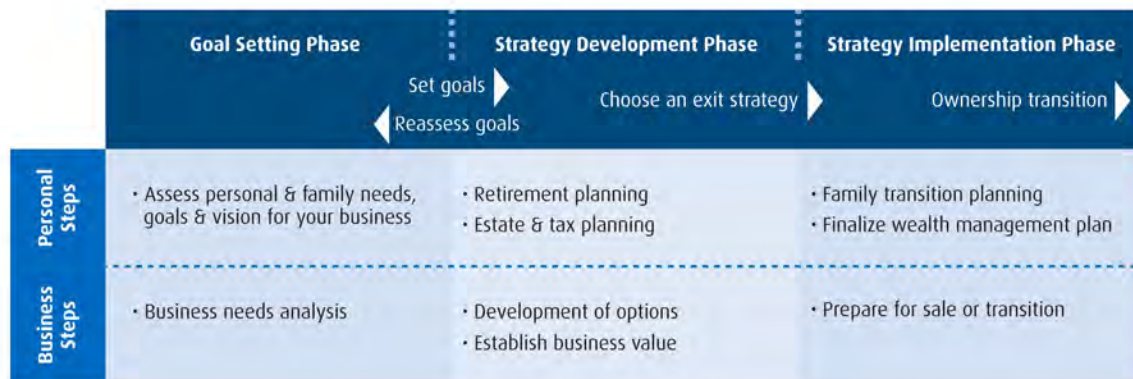 Goal Setting Phase
Strategy Development Phase
Strategy Implementation Phase
Set goals
Reassess goals
Choose an exit strategy
Ownership transition
Personal
Steps
• Assess personal & family needs,
goals & vision for your business
• Retirement planning
• Estate & tax planning
• Family transition planning
• Finalize wealth management plan
Business
Steps
• Business needs analysis
• Development of options
• Establish business value
• Prepare for sale or transition